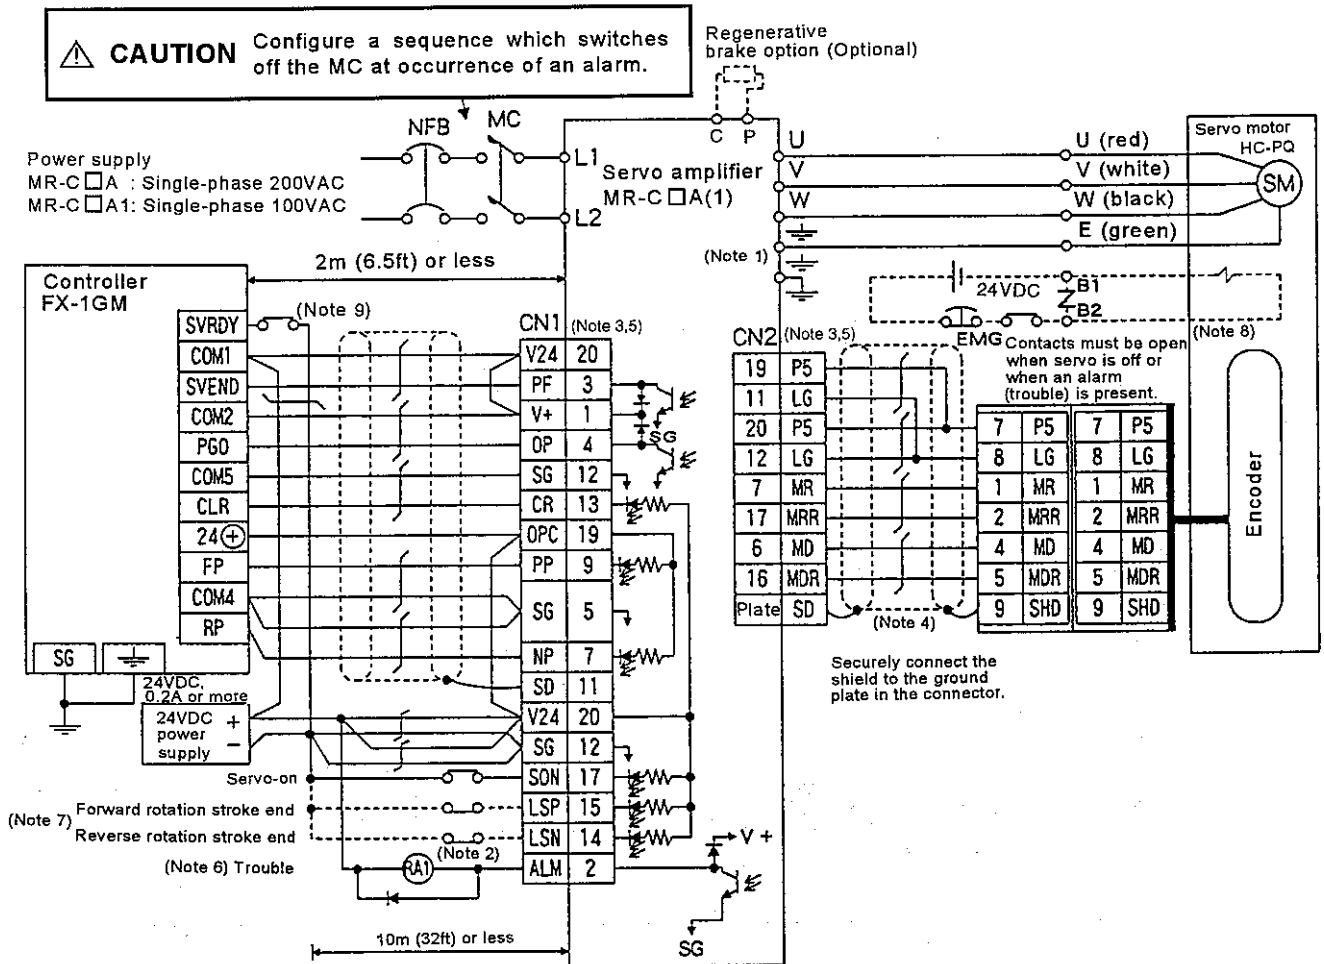 CAUTION Configure a sequence which switches
off the MC at occurrence of an alarm.
Regenerative
brake option (Optional)
NFB MC
C P
Power supply
MR-C□A : Single-phase 200VAC
MR-C□A1: Single-phase 100VAC
L1
L2
Servo amplifier
MR-C□A(1)
U
V
W
(Note 1)
U (red)
V (white)
W (black)
E (green)
Servo motor
HC-PQ
SM
2m (6.5ft) or less
Controller
FX-1GM
(Note 9)
SVRDY
COM1
SVEND
COM2
PGO
COM5
CLR
24+
FP
COM4
RP
SG
24VDC,
0.2A or more
24VDC +
power
supply −
CN1 (Note 3,5)
V24 20
PF 3
V+ 1
OP 4
SG 12
CR 13
OPC 19
PP 9
SG 5
NP 7
SD 11
V24 20
SG 12
SON 17
LSP 15
LSN 14
ALM 2
SG
Servo-on
(Note 7) Forward rotation stroke end
Reverse rotation stroke end
(Note 2)
(Note 6) Trouble
RA1
10m (32ft) or less
V +
SG
24VDC
B1
B2
EMG
Contacts must be open
when servo is off or
when an alarm
(trouble) is present.
(Note 8)
CN2 (Note 3,5)
19 P5
11 LG
20 P5
12 LG
7 MR
17 MRR
6 MD
16 MDR
Plate SD
(Note 4)
7 P5 7 P5
8 LG 8 LG
1 MR 1 MR
2 MRR 2 MRR
4 MD 4 MD
5 MDR 5 MDR
9 SHD 9 SHD
Encoder
Securely connect the
shield to the ground
plate in the connector.